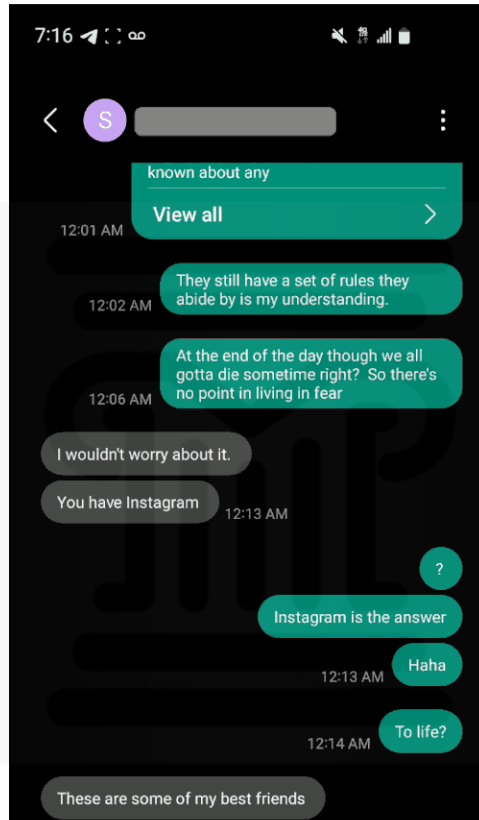 7:16
S
known about any
View all
12:01 AM
They still have a set of rules they
abide by is my understanding.
12:02 AM
At the end of the day though we all
gotta die sometime right?  So there's
no point in living in fear
12:06 AM
I wouldn't worry about it.
You have Instagram
12:13 AM
?
Instagram is the answer
Haha
12:13 AM
To life?
12:14 AM
These are some of my best friends